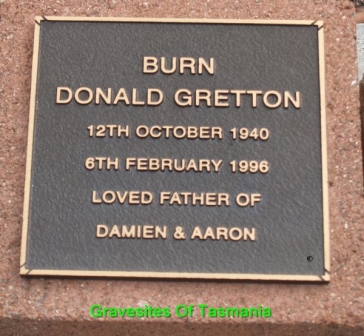 BURN
DONALD GRETTON
12TH OCTOBER 1940
6TH FEBRUARY 1996
LOVED FATHER OF
DAMIEN & AARON
©
Gravesites Of Tasmania